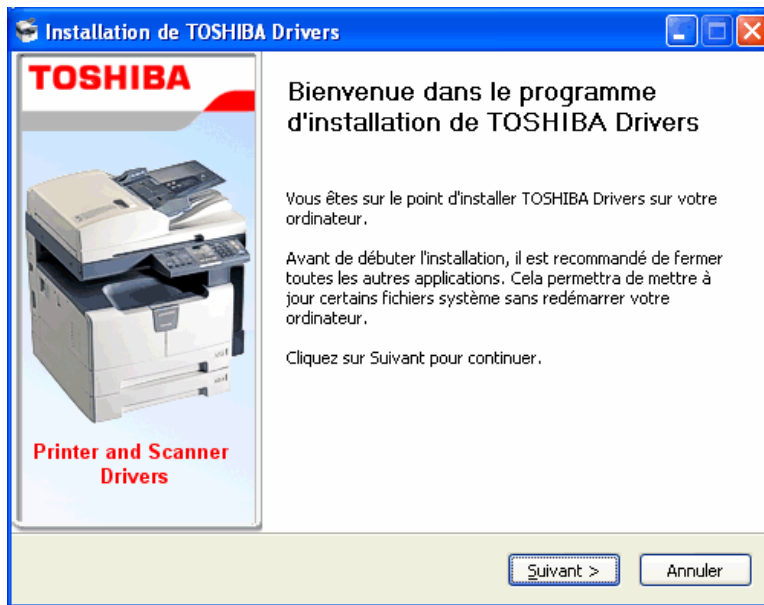 Installation de TOSHIBA Drivers
TOSHIBA
Printer and Scanner
Drivers
Bienvenue dans le programme
d'installation de TOSHIBA Drivers
Vous êtes sur le point d'installer TOSHIBA Drivers sur votre
ordinateur.
Avant de débuter l'installation, il est recommandé de fermer
toutes les autres applications. Cela permettra de mettre à
jour certains fichiers système sans redémarrer votre
ordinateur.
Cliquez sur Suivant pour continuer.
Suivant >
Annuler